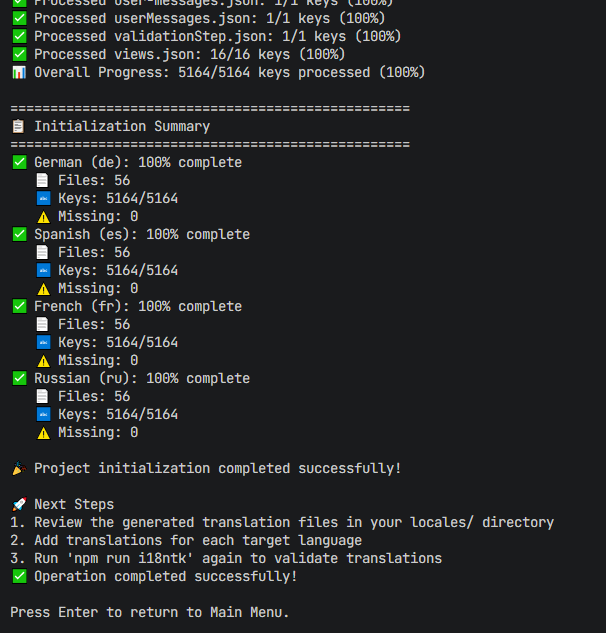 ✅ Processed user-messages.json: 1/1 keys (100%)
✅ Processed userMessages.json: 1/1 keys (100%)
✅ Processed validationStep.json: 1/1 keys (100%)
✅ Processed views.json: 16/16 keys (100%)
📊 Overall Progress: 5164/5164 keys processed (100%)
==================================================
📋 Initialization Summary
==================================================
✅ German (de): 100% complete
📄 Files: 56
🔤 Keys: 5164/5164
⚠️ Missing: 0
✅ Spanish (es): 100% complete
📄 Files: 56
🔤 Keys: 5164/5164
⚠️ Missing: 0
✅ French (fr): 100% complete
📄 Files: 56
🔤 Keys: 5164/5164
⚠️ Missing: 0
✅ Russian (ru): 100% complete
📄 Files: 56
🔤 Keys: 5164/5164
⚠️ Missing: 0
🎉 Project initialization completed successfully!
🚀 Next Steps
1. Review the generated translation files in your locales/ directory
2. Add translations for each target language
3. Run 'npm run i18ntk' again to validate translations
✅ Operation completed successfully!
Press Enter to return to Main Menu.